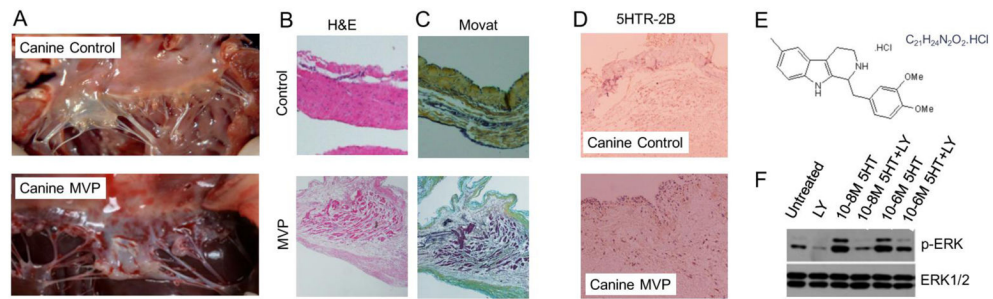 A
Canine Control
Canine MVP
B
H&E
C
Movat
Control
MVP
D
5HTR-2B
Canine Control
Canine MVP
E
.HCl
C21H24N2O2.HCl
NH
N
H
OMe
OMe
F
Untreated
LY
10-8M 5HT
10-8M 5HT+LY
10-6M 5HT
10-6M 5HT+LY
p-ERK
ERK1/2